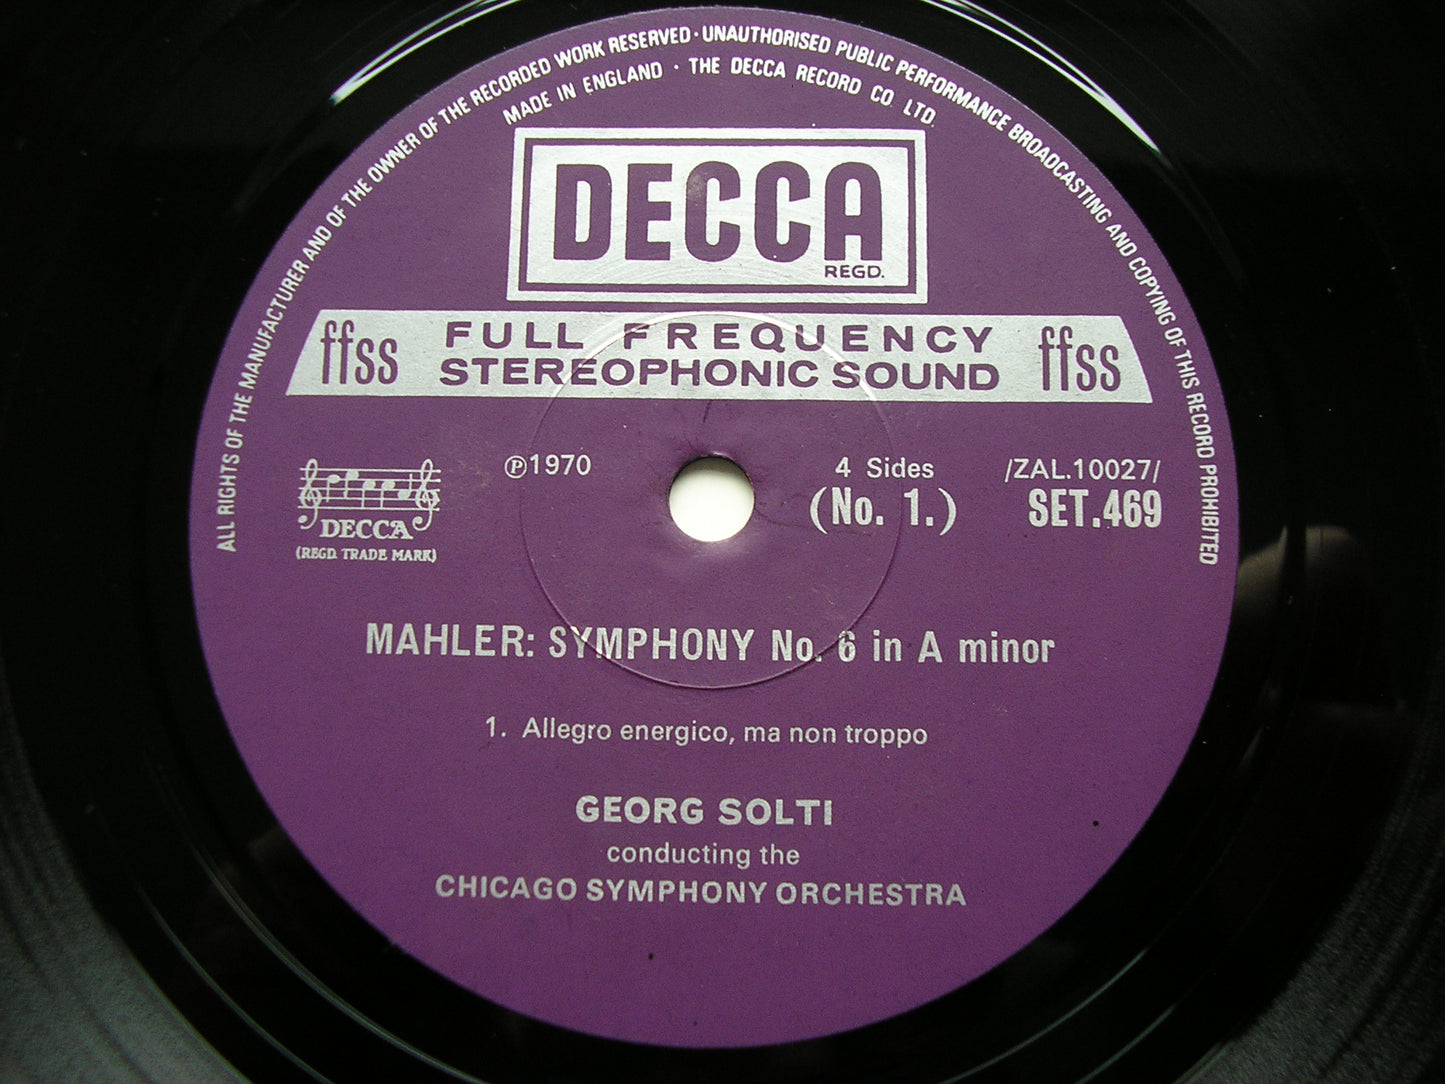 ALL RIGHTS OF THE MANUFACTURER AND OF THE OWNER OF THE RECORDED WORK RESERVED · UNAUTHORISED PUBLIC PERFORMANCE BROADCASTING AND COPYING OF THIS RECORD PROHIBITED
MADE IN ENGLAND · THE DECCA RECORD CO. LTD.
DECCA
REGD.
ffss FULL FREQUENCY ffss
STEREOPHONIC SOUND
℗1970
4 Sides /ZAL.10027/
(No. 1.) SET.469
DECCA
(REGD. TRADE MARK)
MAHLER: SYMPHONY No. 6 in A minor
1. Allegro energico, ma non troppo
GEORG SOLTI
conducting the
CHICAGO SYMPHONY ORCHESTRA